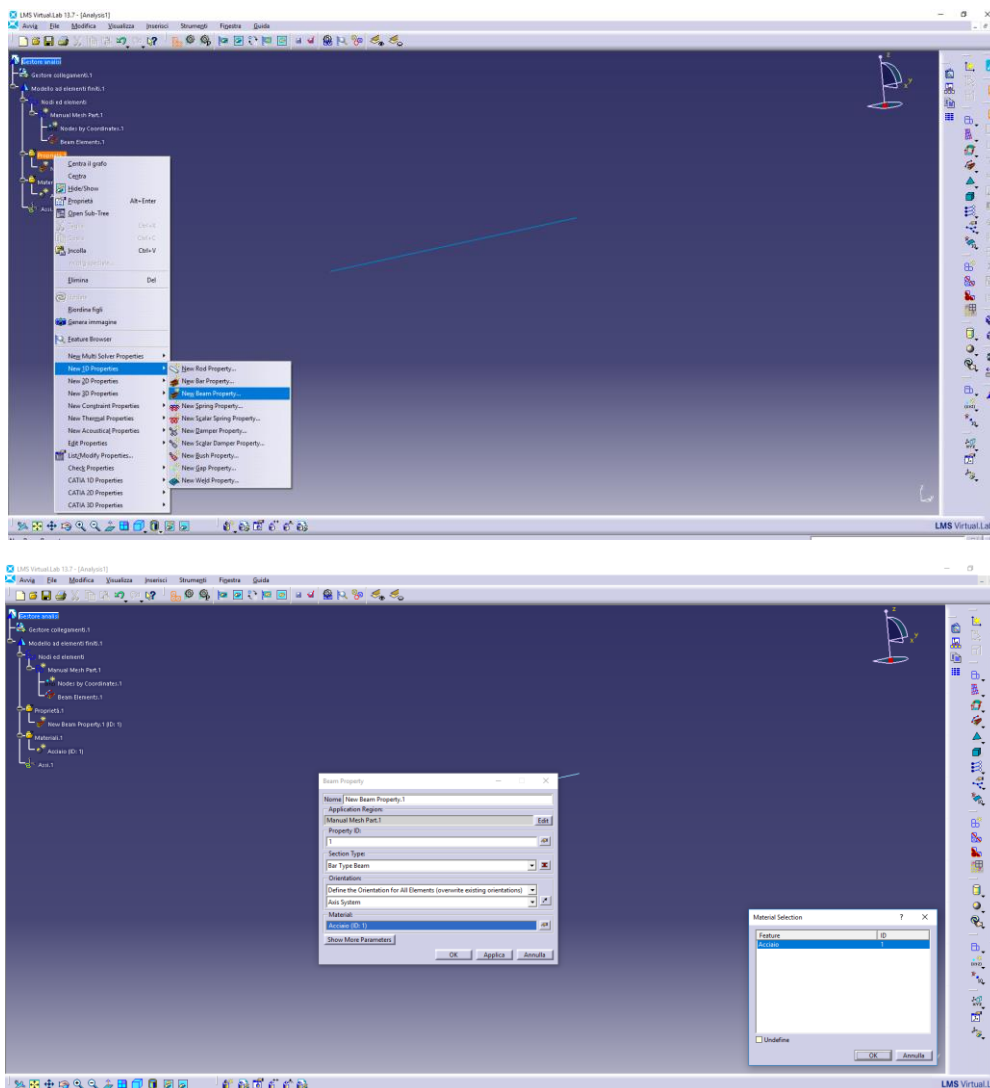 LMS Virtual.Lab 13.7 - [Analysis1]
Avvia File Modifica Visualizza Inserisci Strumenti Finestra Guida
Gestore analisi
Gestore collegamenti.1
Modello ad elementi finiti.1
Nodi ed elementi
Manual Mesh Part.1
Nodes by Coordinates.1
Beam Elements.1
Centra il grafo
Centra
Hide/Show
Proprietà Alt+Enter
Open Sub-Tree
Ctrl+X
Ctrl+C
Incolla Ctrl+V
Elimina Del
Riordina figli
Genera immagine
Feature Browser
New Multi Solver Properties
New 1D Properties
New 2D Properties
New 3D Properties
New Constraint Properties
New Thermal Properties
New Acoustical Properties
Edit Properties
List/Modify Properties...
Check Properties
CATIA 1D Properties
CATIA 2D Properties
CATIA 3D Properties
New Rod Property...
New Bar Property...
New Beam Property...
New Spring Property...
New Scalar Spring Property...
New Damper Property...
New Scalar Damper Property...
New Bush Property...
New Gap Property...
New Weld Property...
z
y
x
LMS Virtual.Lab
LMS Virtual.Lab 13.7 - [Analysis1]
Avvia File Modifica Visualizza Inserisci Strumenti Finestra Guida
Gestore analisi
Gestore collegamenti.1
Modello ad elementi finiti.1
Nodi ed elementi
Manual Mesh Part.1
Nodes by Coordinates.1
Beam Elements.1
Proprietà.1
New Beam Property.1 (ID: 1)
Materiali.1
Acciaio (ID: 1)
Assi.1
z
y
x
Beam Property
Name New Beam Property.1
Application Region:
Manual Mesh Part.1 Edit
Property ID:
1
Section Type:
Bar Type Beam
Orientation:
Define the Orientation for All Elements (overwrite existing orientations)
Axis System
Material:
Acciaio (ID: 1)
Show More Parameters
OK Applica Annulla
Material Selection ?
Feature ID
Acciaio 1
Undefine
OK Annulla
LMS Virtual.L